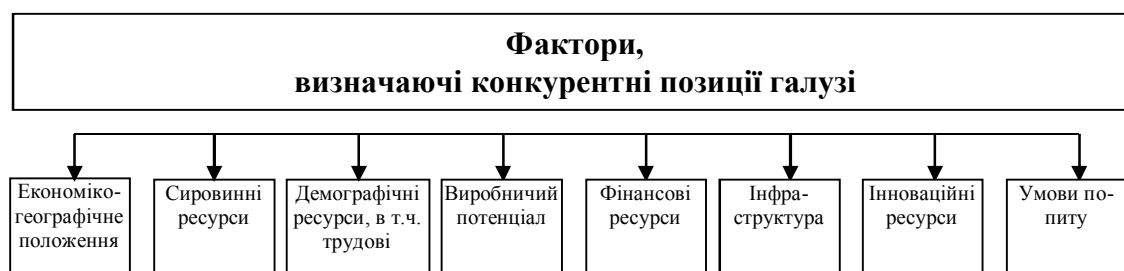 Фактори,
визначаючі конкурентні позиції галузі
Економіко-
географічне
положення
Сировинні
ресурси
Демографічні
ресурси, в т.ч.
трудові
Виробничий
потенціал
Фінансові
ресурси
Інфра-
структура
Інноваційні
ресурси
Умови по-
питу